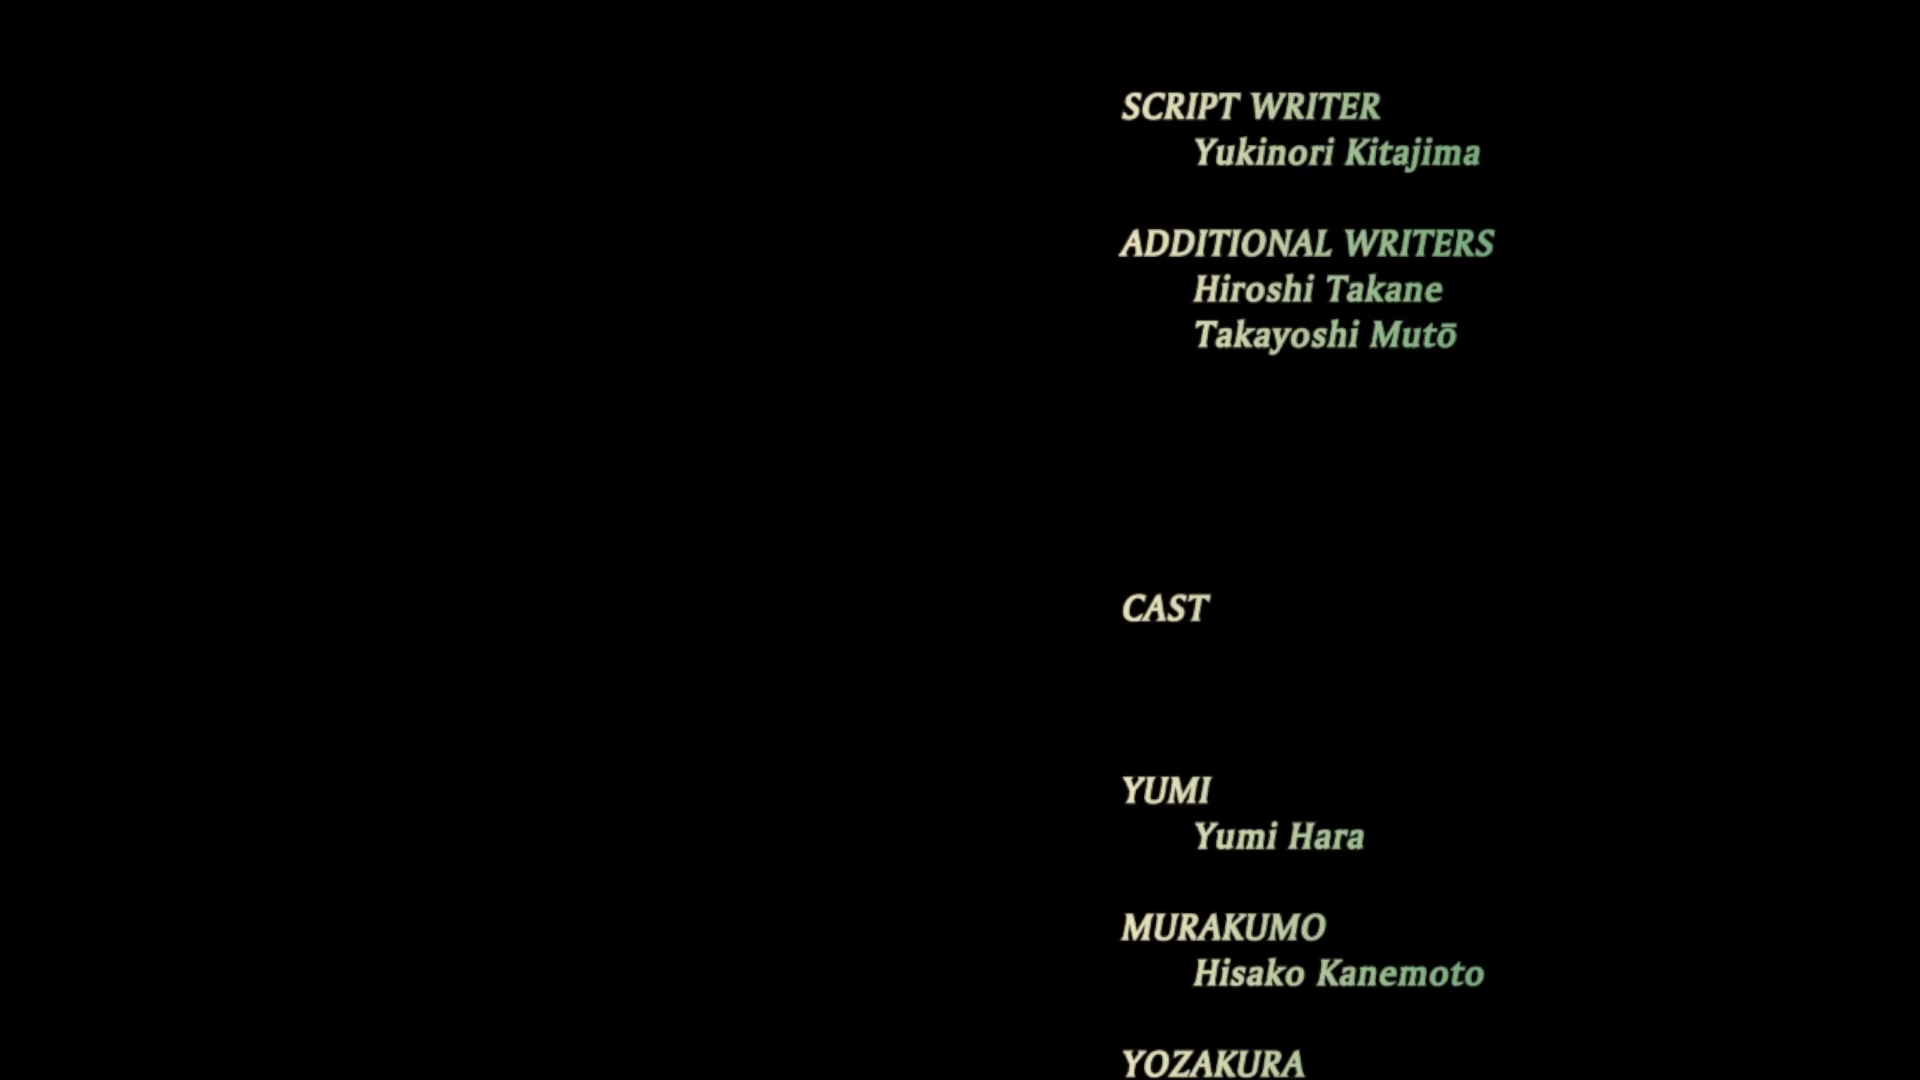 SCRIPT WRITER
Yukinori Kitajima
ADDITIONAL WRITERS
Hiroshi Takane
Takayoshi Mutō
CAST
YUMI
Yumi Hara
MURAKUMO
Hisako Kanemoto
YOZAKURA